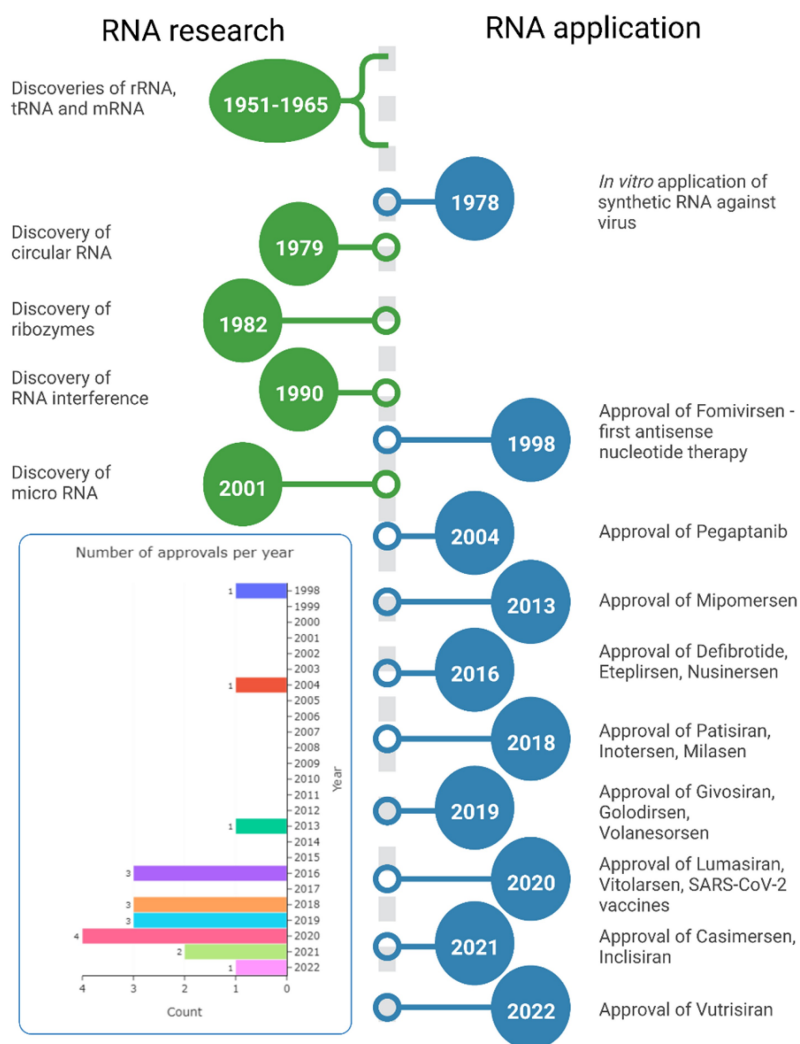 RNA research
RNA application
Discoveries of rRNA,
tRNA and mRNA
1951-1965
1978
In vitro application of
synthetic RNA against
virus
Discovery of
circular RNA
1979
Discovery of
ribozymes
1982
Discovery of
RNA interference
1990
1998
Approval of Fomivirsen -
first antisense
nucleotide therapy
Discovery of
micro RNA
2001
2004
Approval of Pegaptanib
2013
Approval of Mipomersen
2016
Approval of Defibrotide,
Eteplirsen, Nusinersen
2018
Approval of Patisiran,
Inotersen, Milasen
2019
Approval of Givosiran,
Golodirsen,
Volanesorsen
2020
Approval of Lumasiran,
Vitolarsen, SARS-CoV-2
vaccines
2021
Approval of Casimersen,
Inclisiran
2022
Approval of Vutrisiran
Number of approvals per year
1 1998
1999
2000
2001
2002
2003
1 2004
2005
2006
2007
2008
2009
2010
2011
2012
1 2013
2014
2015
3 2016
2017
3 2018
3 2019
4 2020
2 2021
1 2022
Year
4 3 2 1 0
Count